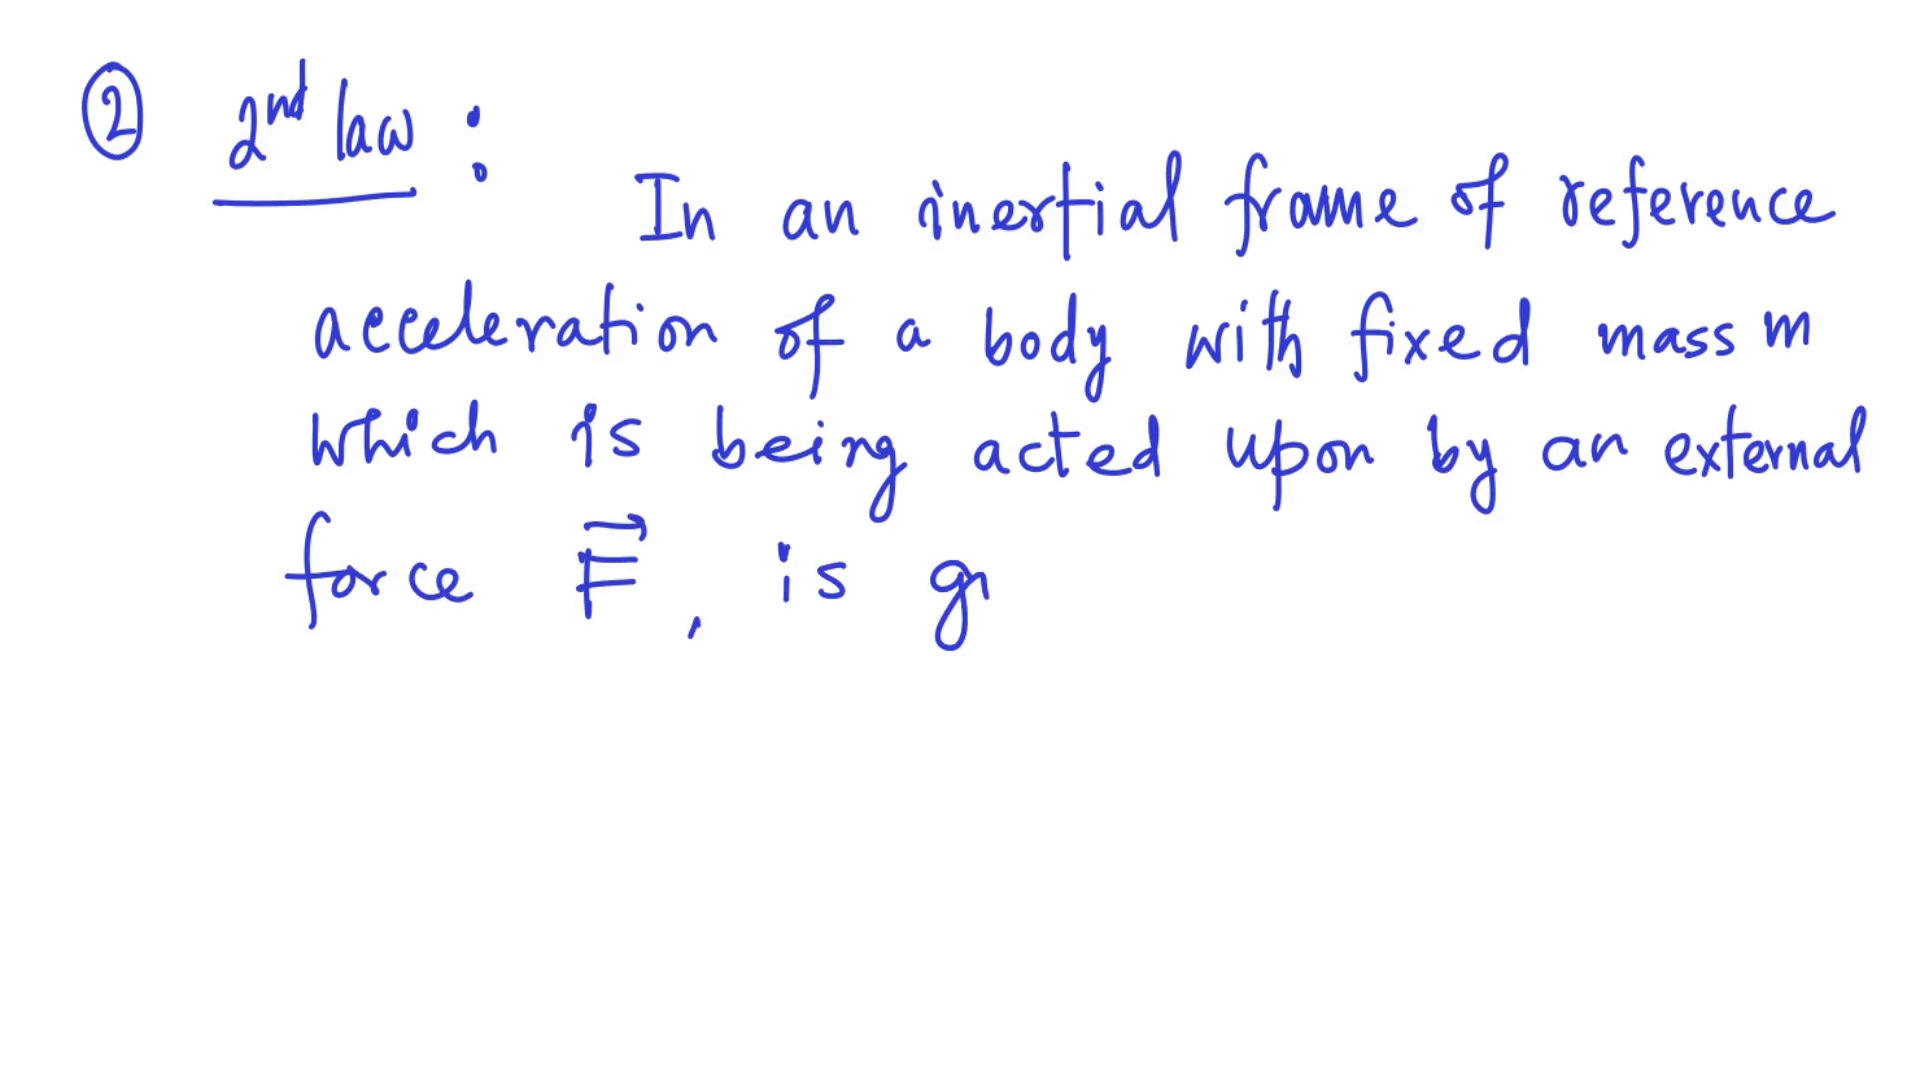 ② 2nd law :
In an inertial frame of reference
acceleration of a body with fixed mass m
which is being acted upon by an external
force F⃗, is g